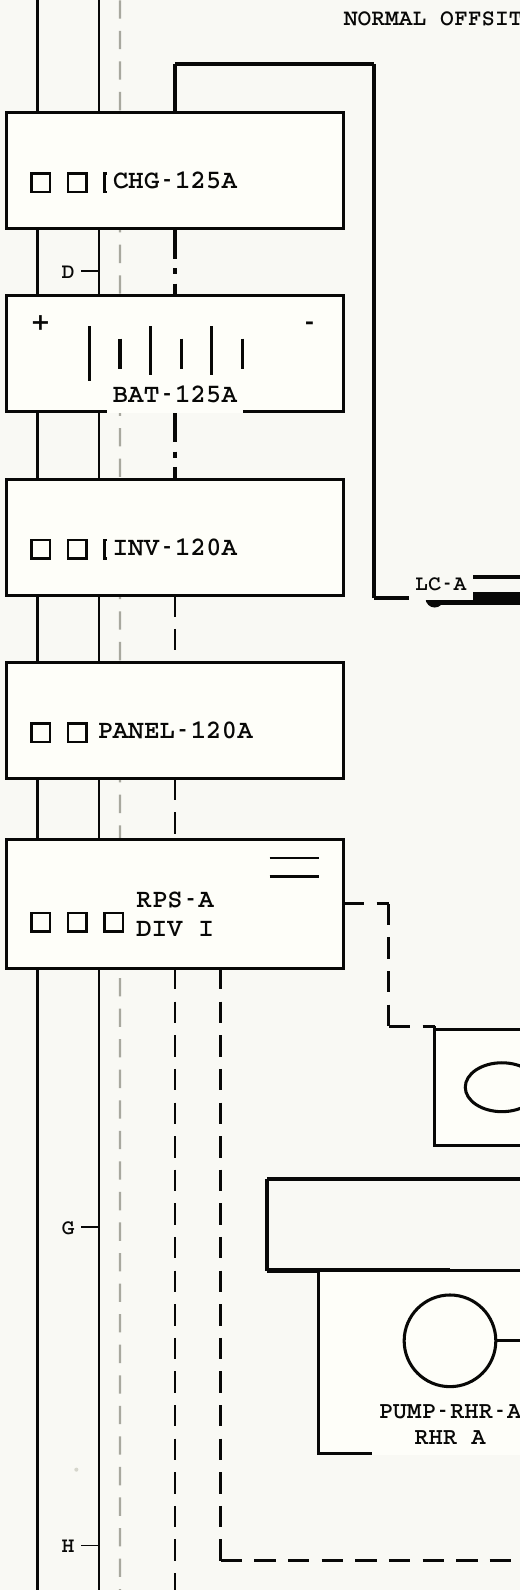 NORMAL OFFSIT
CHG-125A
D
+ -
BAT-125A
INV-120A
LC-A
PANEL-120A
RPS-A
DIV I
G
PUMP-RHR-A
RHR A
H